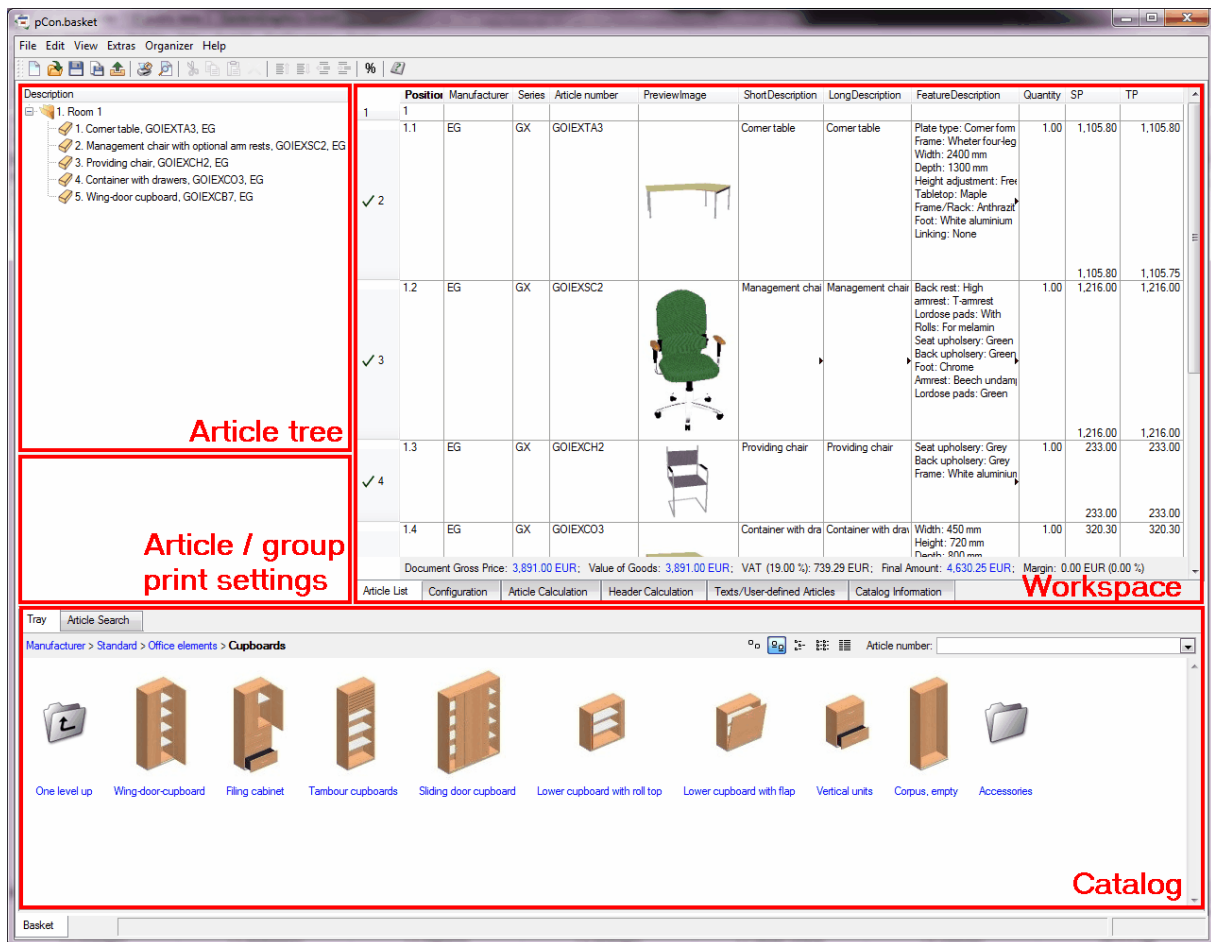 pCon.basket
File Edit View Extras Organizer Help
%
Description
1. Room 1
1. Corner table, GOIEXTA3, EG
2. Management chair with optional arm rests, GOIEXSC2, EG
3. Providing chair, GOIEXCH2, EG
4. Container with drawers, GOIEXCO3, EG
5. Wing-door cupboard, GOIEXCB7, EG
Article tree
Article / group
print settings
Position Manufacturer Series Article number PreviewImage ShortDescription LongDescription FeatureDescription Quantity SP TP
1 1
2 1.1 EG GX GOIEXTA3 Corner table Corner table Plate type: Corner form 1.00 1,105.80 1,105.80
Frame: Wheter four-leg
Width: 2400 mm
Depth: 1300 mm
Height adjustment: Free
Tabletop: Maple
Frame/Rack: Anthrazit
Foot: White aluminium
Linking: None
1,105.80 1,105.75
3 1.2 EG GX GOIEXSC2 Management chai Management chair Back rest: High 1.00 1,216.00 1,216.00
armrest: T-amrest
Lordose pads: With
Rolls: For melamin
Seat upholsery: Green
Back upholsery: Green
Foot: Chrome
Amrest: Beech undamp
Lordose pads: Green
1,216.00 1,216.00
4 1.3 EG GX GOIEXCH2 Providing chair Providing chair Seat upholsery: Grey 1.00 233.00 233.00
Back upholsery: Grey
Frame: White aluminiun
233.00 233.00
1.4 EG GX GOIEXCO3 Container with dra Container with drav Width: 450 mm 1.00 320.30 320.30
Height: 720 mm
Depth: 800 mm
Document Gross Price: 3,891.00 EUR; Value of Goods: 3,891.00 EUR; VAT (19.00 %): 739.29 EUR; Final Amount: 4,630.25 EUR; Margin: 0.00 EUR (0.00 %)
Article List Configuration Article Calculation Header Calculation Texts/User-defined Articles Catalog Information
Workspace
Tray Article Search
Manufacturer > Standard > Office elements > Cupboards Article number:
One level up Wing-door-cupboard Filing cabinet Tambour cupboards Sliding door cupboard Lower cupboard with roll top Lower cupboard with flap Vertical units Corpus, empty Accessories
Catalog
Basket